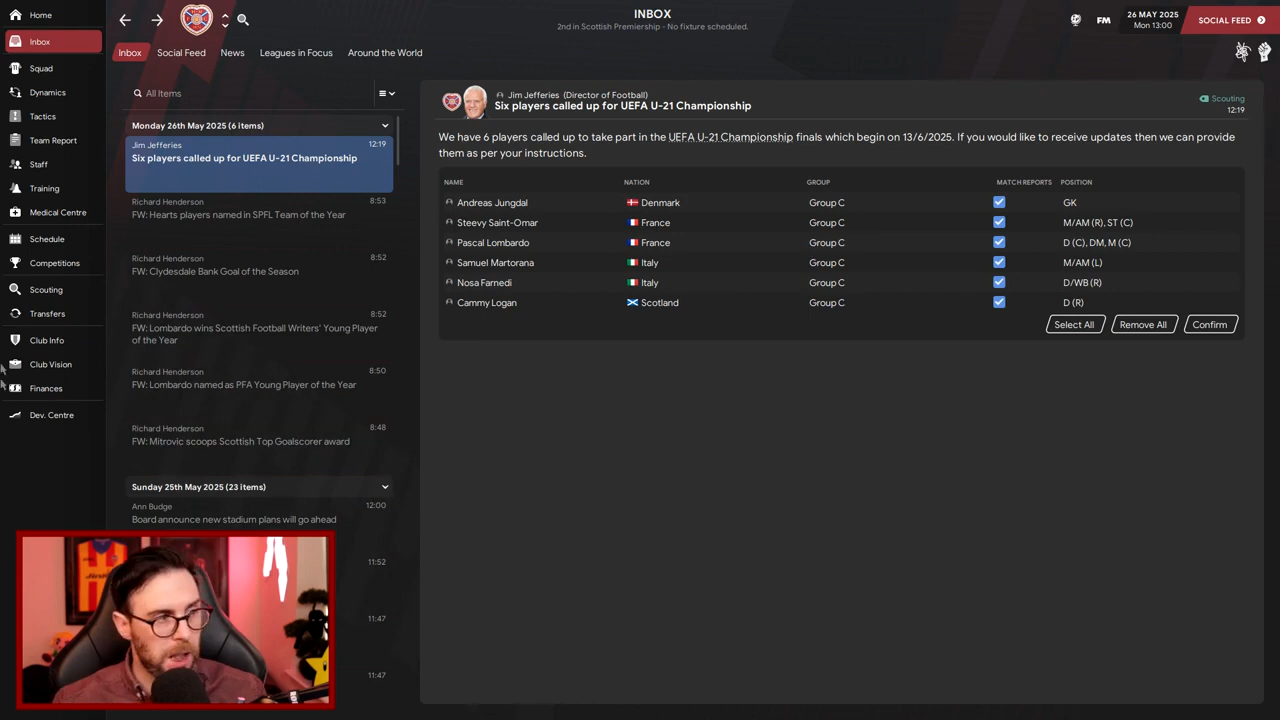 Home
Inbox
Squad
Dynamics
Tactics
Team Report
Staff
Training
Medical Centre
Schedule
Competitions
Scouting
Transfers
Club Info
Club Vision
Finances
Dev. Centre
INBOX
2nd in Scottish Premiership - No fixture scheduled.
FM
26 MAY 2025
Mon 13:00
SOCIAL FEED
Inbox Social Feed News Leagues in Focus Around the World
All Items
Monday 26th May 2025 (6 items)
Jim Jefferies 12:19
Six players called up for UEFA U-21 Championship
Richard Henderson 8:53
FW: Hearts players named in SPFL Team of the Year
Richard Henderson 8:52
FW: Clydesdale Bank Goal of the Season
Richard Henderson 8:52
FW: Lombardo wins Scottish Football Writers' Young Player
of the Year
Richard Henderson 8:50
FW: Lombardo named as PFA Young Player of the Year
Richard Henderson 8:48
FW: Mitrovic scoops Scottish Top Goalscorer award
Sunday 25th May 2025 (23 items)
Ann Budge 12:00
Board announce new stadium plans will go ahead
11:52
11:47
11:47
Jim Jefferies (Director of Football)
Six players called up for UEFA U-21 Championship
Scouting
12:19
We have 6 players called up to take part in the UEFA U-21 Championship finals which begin on 13/6/2025. If you would like to receive updates then we can provide
them as per your instructions.
NAME NATION GROUP MATCH REPORTS POSITION
Andreas Jungdal Denmark Group C GK
Steevy Saint-Omar France Group C M/AM (R), ST (C)
Pascal Lombardo France Group C D (C), DM, M (C)
Samuel Martorana Italy Group C M/AM (L)
Nosa Farnedi Italy Group C D/WB (R)
Cammy Logan Scotland Group C D (R)
Select All Remove All Confirm